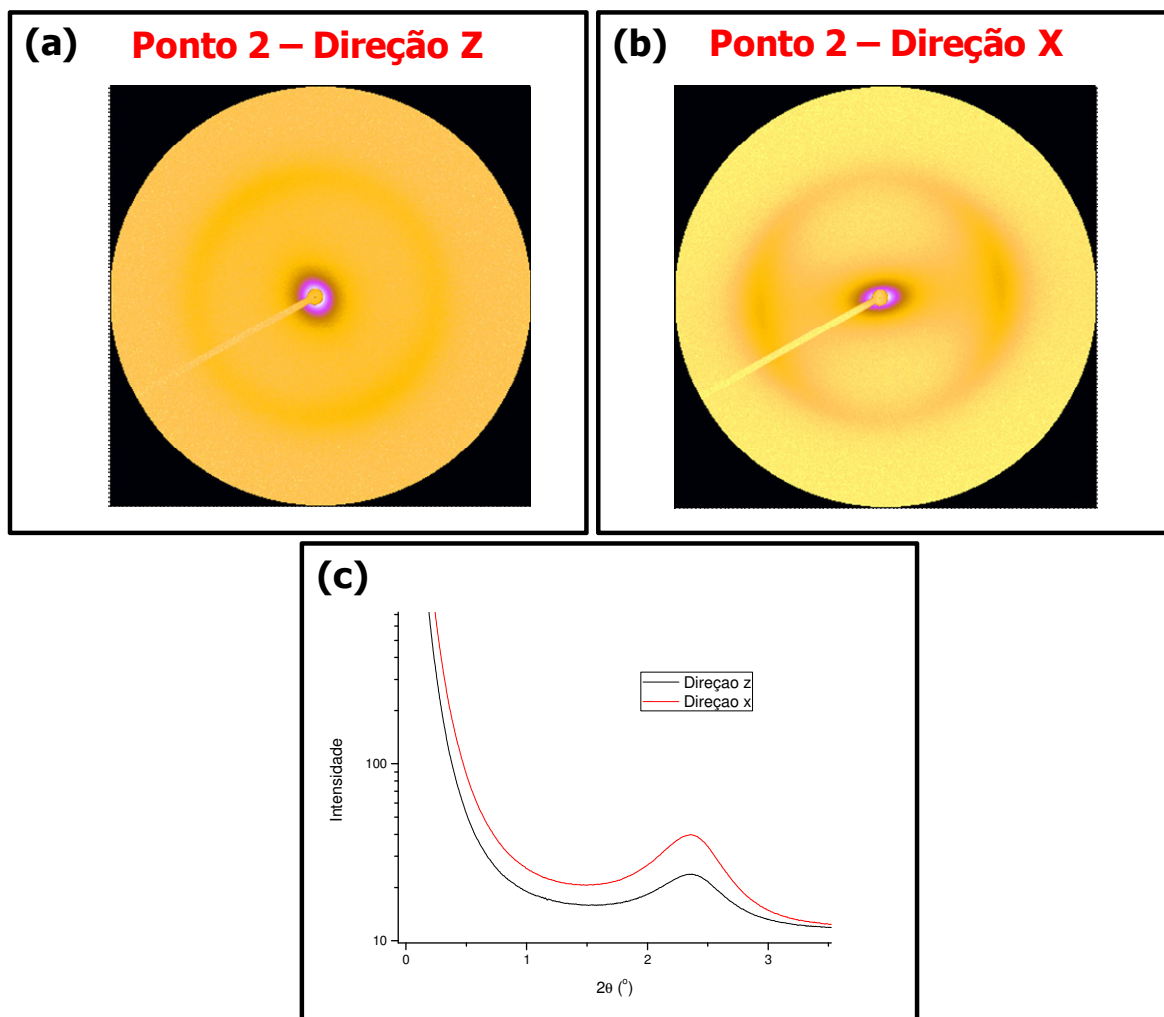 (a) Ponto 2 – Direção Z
(b) Ponto 2 – Direção X
(c)
Direçao z
Direçao x
Intensidade
100
10
0 1 2 3
2θ (°)